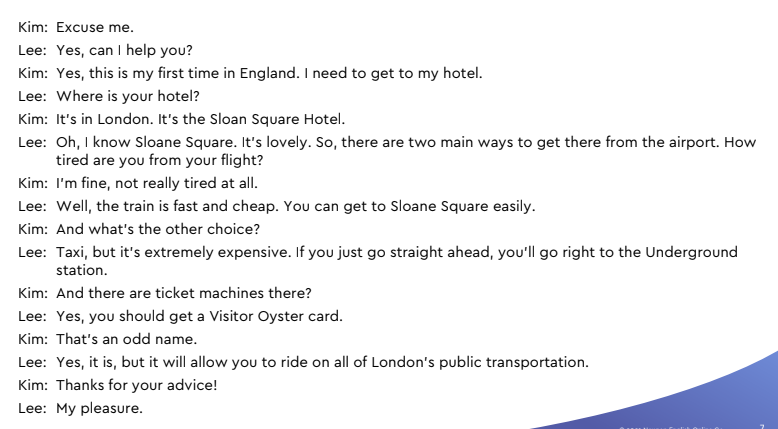 Kim: Excuse me.
Lee: Yes, can I help you?
Kim: Yes, this is my first time in England. I need to get to my hotel.
Lee: Where is your hotel?
Kim: It's in London. It's the Sloan Square Hotel.
Lee: Oh, I know Sloane Square. It's lovely. So, there are two main ways to get there from the airport. How
tired are you from your flight?
Kim: I'm fine, not really tired at all.
Lee: Well, the train is fast and cheap. You can get to Sloane Square easily.
Kim: And what's the other choice?
Lee: Taxi, but it's extremely expensive. If you just go straight ahead, you'll go right to the Underground
station.
Kim: And there are ticket machines there?
Lee: Yes, you should get a Visitor Oyster card.
Kim: That's an odd name.
Lee: Yes, it is, but it will allow you to ride on all of London's public transportation.
Kim: Thanks for your advice!
Lee: My pleasure.